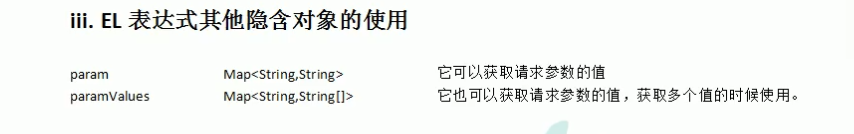 iii. EL 表达式其他隐含对象的使用
param Map<String,String> 它可以获取请求参数的值
paramValues Map<String,String[]> 它也可以获取请求参数的值，获取多个值的时候使用。